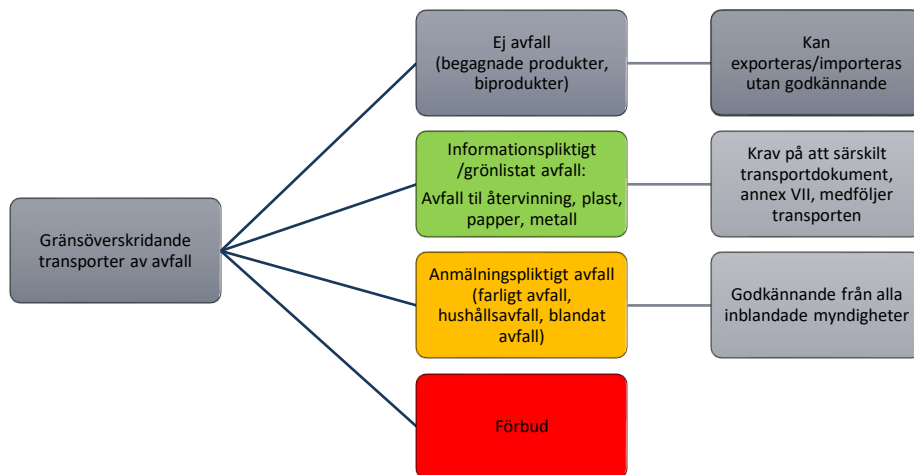 Gränsöverskridande
transporter av avfall
Ej avfall
(begagnade produkter,
biprodukter)
Kan
exporteras/importeras
utan godkännande
Informationspliktigt
/grönlistat avfall:
Avfall til återvinning, plast,
papper, metall
Krav på att särskilt
transportdokument,
annex VII, medföljer
transporten
Anmälningspliktigt avfall
(farligt avfall,
hushållsavfall, blandat
avfall)
Godkännande från alla
inblandade myndigheter
Förbud